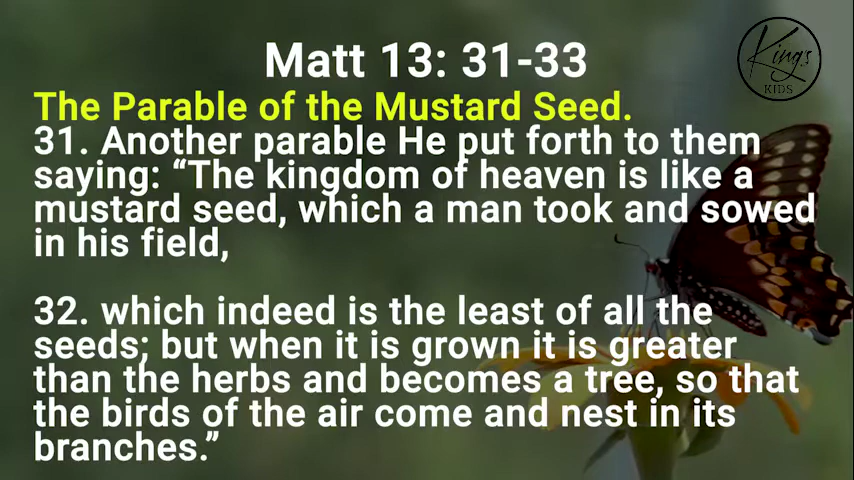 Matt 13: 31-33
King's
KIDS
The Parable of the Mustard Seed.
31. Another parable He put forth to them
saying: “The kingdom of heaven is like a
mustard seed, which a man took and sowed
in his field,
32. which indeed is the least of all the
seeds; but when it is grown it is greater
than the herbs and becomes a tree, so that
the birds of the air come and nest in its
branches.”